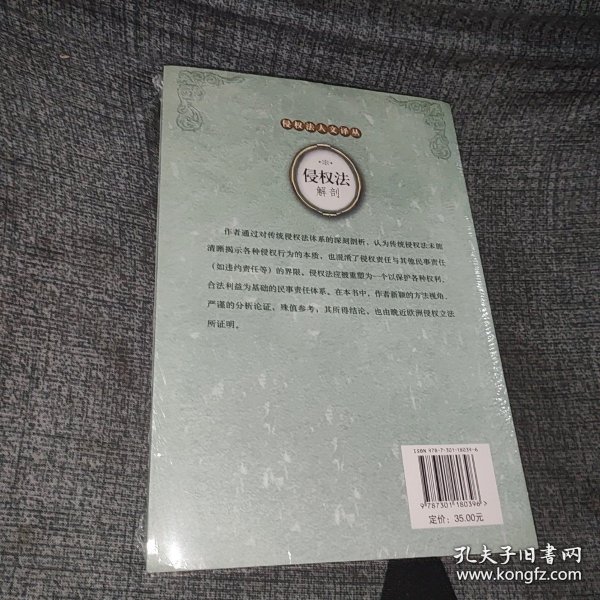 侵权法人文译丛
侵权法
解剖
作者通过对传统侵权法体系的深刻剖析，认为传统侵权法未能
清晰揭示各种侵权行为的本质，也混淆了侵权责任与其他民事责任
（如违约责任等）的界限。侵权法应被重塑为一个以保护各种权利、
合法利益为基础的民事责任体系。在本书中，作者新颖的方法视角、
严谨的分析论证，殊值参考；其所得结论，也由晚近欧洲侵权立法
所证明。
ISBN 978-7-301-18039-6
9 787301 180396 >
定价：35.00元
孔夫子旧书网
www.kongfz.com